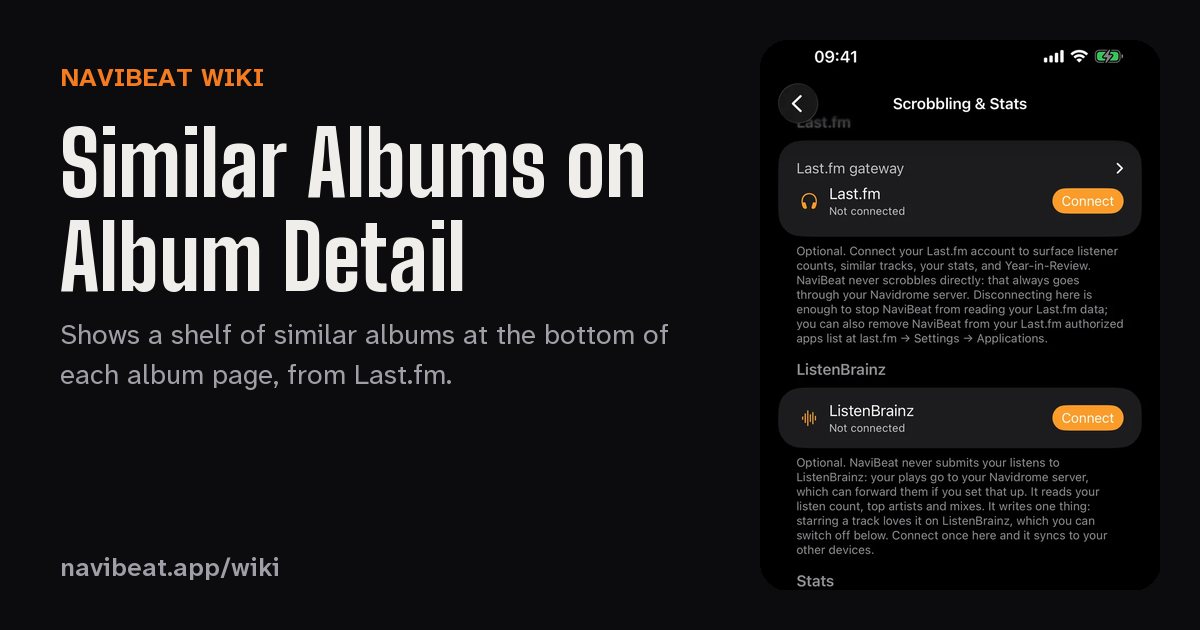 NAVIBEAT WIKI
Similar Albums on
Album Detail
Shows a shelf of similar albums at the bottom of
each album page, from Last.fm.
navibeat.app/wiki
09:41
Scrobbling & Stats
Last.fm
Last.fm gateway
Last.fm
Not connected
Connect
Optional. Connect your Last.fm account to surface listener
counts, similar tracks, your stats, and Year-in-Review.
NaviBeat never scrobbles directly: that always goes
through your Navidrome server. Disconnecting here is
enough to stop NaviBeat from reading your Last.fm data;
you can also remove NaviBeat from your Last.fm authorized
apps list at last.fm → Settings → Applications.
ListenBrainz
ListenBrainz
Not connected
Connect
Optional. NaviBeat never submits your listens to
ListenBrainz: your plays go to your Navidrome server,
which can forward them if you set that up. It reads your
listen count, top artists and mixes. It writes one thing:
starring a track loves it on ListenBrainz, which you can
switch off below. Connect once here and it syncs to your
other devices.
Stats